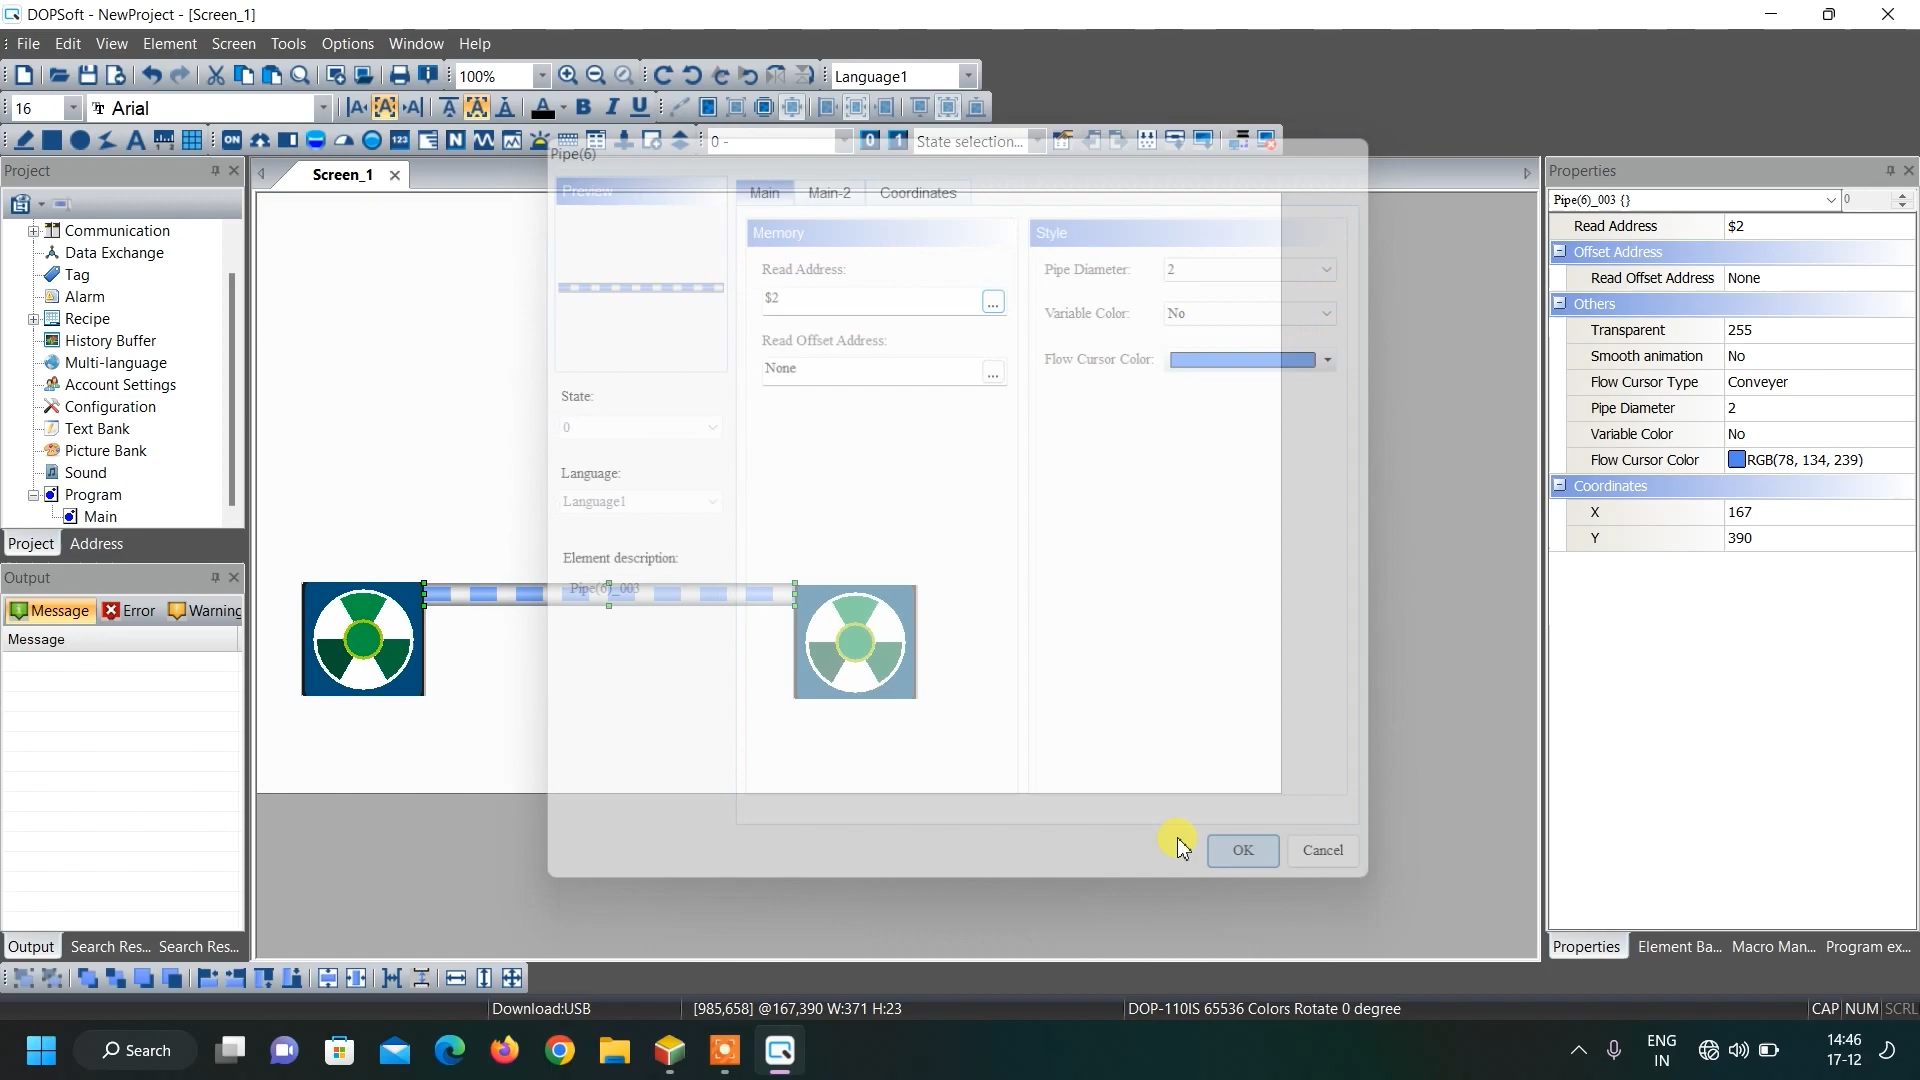 DOPSoft - NewProject - [Screen_1]
File Edit View Element Screen Tools Options Window Help
100% Language1
16 Arial
ON 123 N 0 - 0 1 State selection...
Project
Screen_1
Communication
Data Exchange
Tag
Alarm
Recipe
History Buffer
Multi-language
Account Settings
Configuration
Text Bank
Picture Bank
Sound
Program
Main
Project Address
Output
Message Error Warning
Message
Output Search Res... Search Res...
Pipe(6)
Preview
State:
0
Language:
Language1
Element description:
Pipe(6)_003
Main Main-2 Coordinates
Memory
Read Address:
$2
...
Read Offset Address:
None
...
Style
Pipe Diameter: 2
Variable Color: No
Flow Cursor Color:
OK Cancel
Properties
Pipe(6)_003 {} 0
Read Address $2
Offset Address
Read Offset Address None
Others
Transparent 255
Smooth animation No
Flow Cursor Type Conveyer
Pipe Diameter 2
Variable Color No
Flow Cursor Color RGB(78, 134, 239)
Coordinates
X 167
Y 390
Properties Element Ba... Macro Man... Program ex...
Download:USB [985,658] @167,390 W:371 H:23 DOP-110IS 65536 Colors Rotate 0 degree CAP NUM SCRL
Search
ENG
IN
14:46
17-12